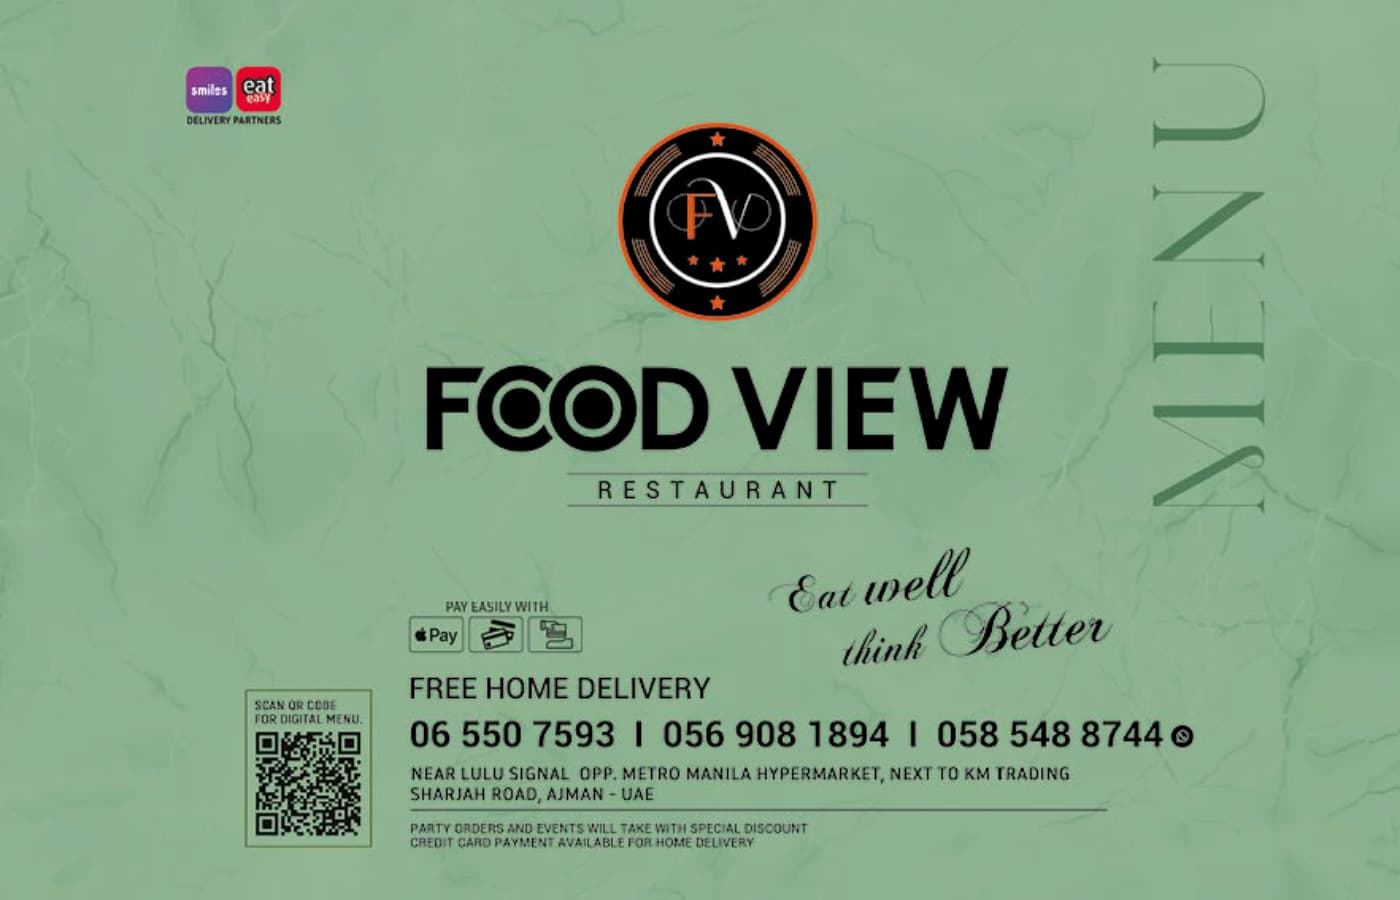 smiles
eat
easy
DELIVERY PARTNERS
MENU
FV
FOOD VIEW
RESTAURANT
Eat well
think Better
PAY EASILY WITH
Pay
FREE HOME DELIVERY
06 550 7593 I 056 908 1894 I 058 548 8744
SCAN QR CODE
FOR DIGITAL MENU.
NEAR LULU SIGNAL OPP. METRO MANILA HYPERMARKET, NEXT TO KM TRADING
SHARJAH ROAD, AJMAN - UAE
PARTY ORDERS AND EVENTS WILL TAKE WITH SPECIAL DISCOUNT
CREDIT CARD PAYMENT AVAILABLE FOR HOME DELIVERY